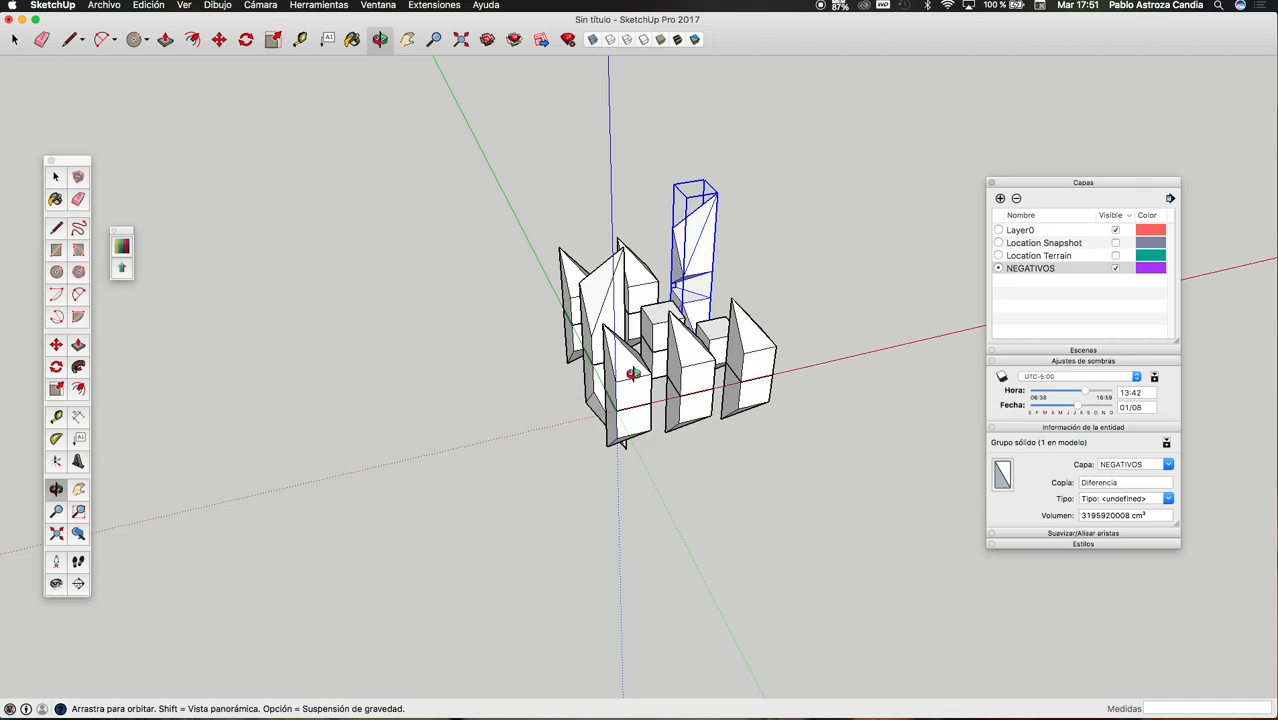 SketchUp Archivo Edición Ver Dibujo Cámara Herramientas Ventana Extensiones Ayuda 87% WD 100 % Mar 17:51 Pablo Astroza Candia
Sin título - SketchUp Pro 2017
A1
Capas
Nombre Visible Color
Layer0
Location Snapshot
Location Terrain
NEGATIVOS
Escenas
Ajustes de sombras
UTC-5:00
Hora: 06:38 16:59 13:42
Fecha: E F M A M J J A S O N D 01/08
Información de la entidad
Grupo sólido (1 en modelo)
Capa: NEGATIVOS
Copia: Diferencia
Tipo: Tipo: <undefined>
Volumen: 3195920008 cm³
Suavizar/Alisar aristas
Estilos
A1
Arrastra para orbitar. Shift = Vista panorámica. Opción = Suspensión de gravedad. Medidas